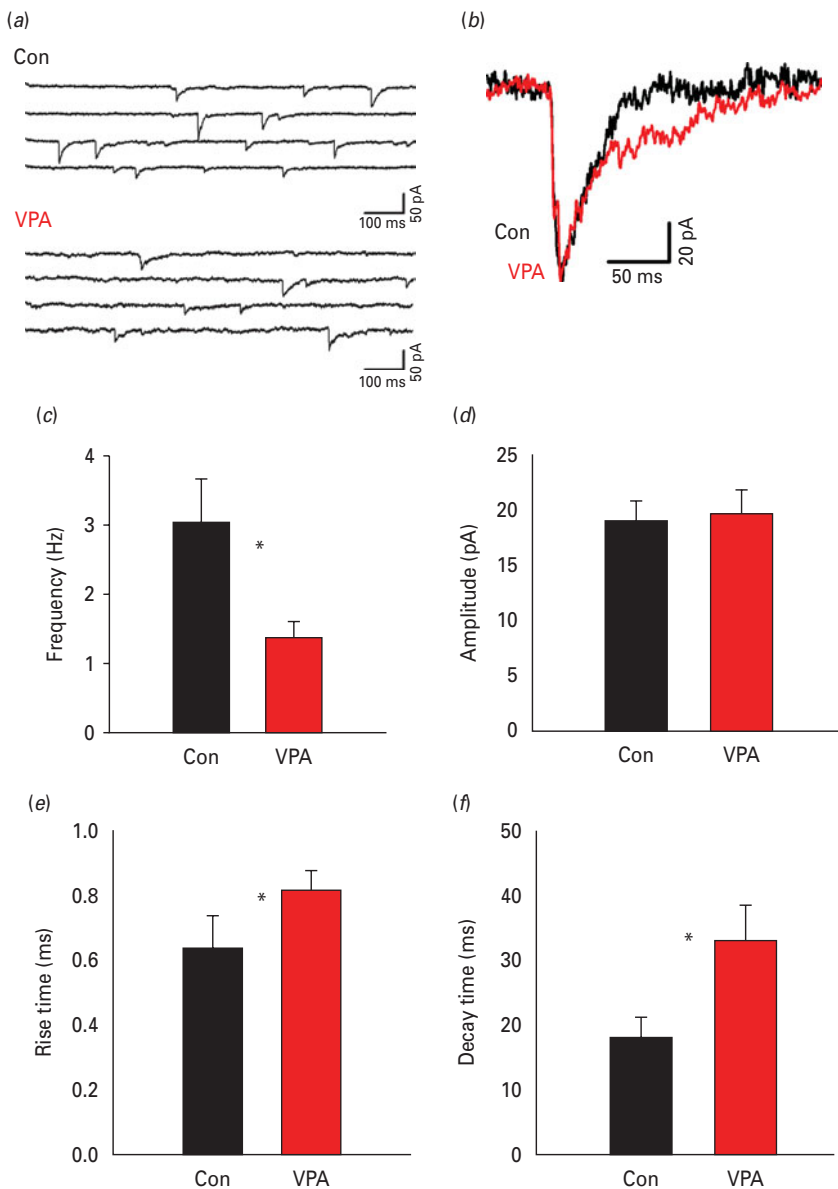 (a)
Con
100 ms
50 pA
VPA
100 ms
50 pA
(b)
Con
VPA
50 ms
20 pA
(c)
Frequency (Hz)
4
3
2
1
0
*
Con VPA
(d)
Amplitude (pA)
25
20
15
10
5
0
Con VPA
(e)
Rise time (ms)
1.0
0.8
0.6
0.4
0.2
0.0
*
Con VPA
(f)
Decay time (ms)
50
40
30
20
10
0
*
Con VPA